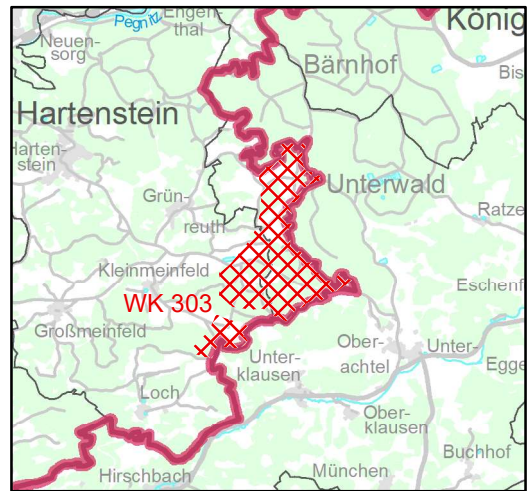 Pegnitz
Engen-
thal
König
Neuen-
sorg
Bärnhof
Bis
Hartenstein
Harten-
stein
Unterwald
Grün-
reuth
Ratze
Kleinmeinfeld
Eschenf
WK 303
Großmeinfeld
Ober-
achtel
Unter-
Unter-
klausen
Egge
Loch
Ober-
klausen
Buchhof
Hirschbach
München